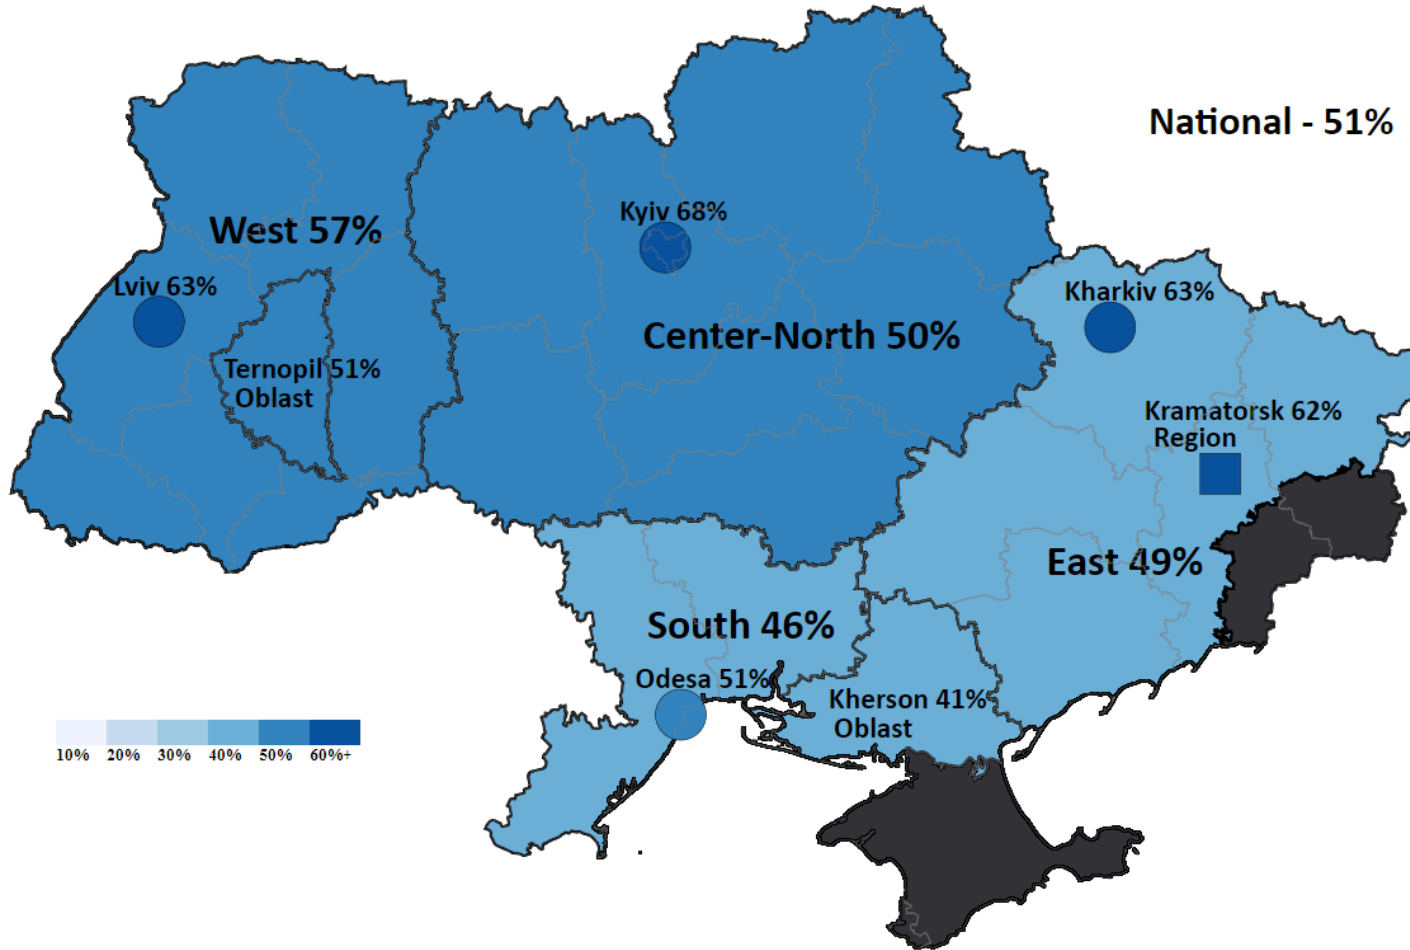 National - 51%
Kyiv 68%
West 57%
Lviv 63%
Kharkiv 63%
Center-North 50%
Ternopil 51%
Oblast
Kramatorsk 62%
Region
East 49%
South 46%
Odesa 51%
Kherson 41%
Oblast
10% 20% 30% 40% 50% 60%+